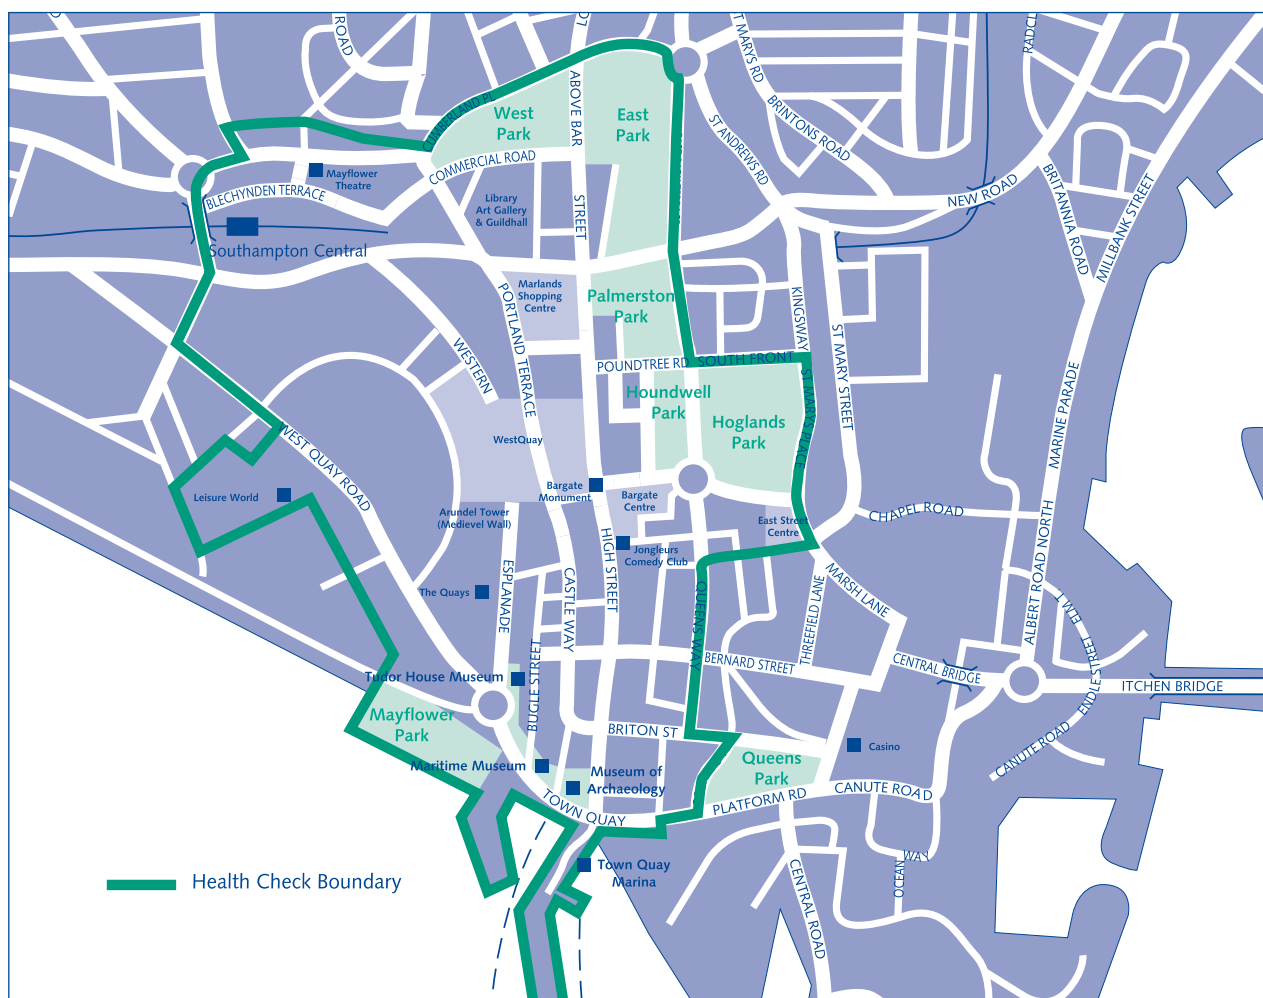 ROAD
ST MARYS RD
RADCL
CUMBERLAND PL
ABOVE BAR
West
Park
East
Park
BRINTONS ROAD
ST ANDREWS RD
COMMERCIAL ROAD
Mayflower
Theatre
BLECHYNDEN TERRACE
Library
Art Gallery
& Guildhall
STREET
NEW ROAD
BRITANNIA ROAD
MILLBANK STREET
Southampton Central
Marlands
Shopping
Centre
Palmerston
Park
PORTLAND TERRACE
KINGSWAY
ST MARY STREET
WESTERN
POUNDTREE RD
SOUTH FRONT
ST MARYS PLACE
Houndwell
Park
Hoglands
Park
MARINE PARADE
WestQuay
WEST QUAY ROAD
Leisure World
Bargate
Monument
Bargate
Centre
Arundel Tower
(Medievel Wall)
East Street
Centre
CHAPEL ROAD
Jongleurs
Comedy Club
HIGH STREET
ESPLANADE
CASTLE WAY
The Quays
QUEENS WAY
THREEFIELD LANE
MARSH LANE
ALBERT ROAD NORTH
ELM T
ENDLE STREET
BERNARD STREET
CENTRAL BRIDGE
ITCHEN BRIDGE
Tudor House Museum
BUGLE STREET
Mayflower
Park
BRITON ST
Casino
CANUTE ROAD
Maritime Museum
Museum of
Archaeology
Queens
Park
TOWN QUAY
PLATFORM RD
CANUTE ROAD
Town Quay
Marina
OCEAN
WAY
CENTRAL ROAD
Health Check Boundary